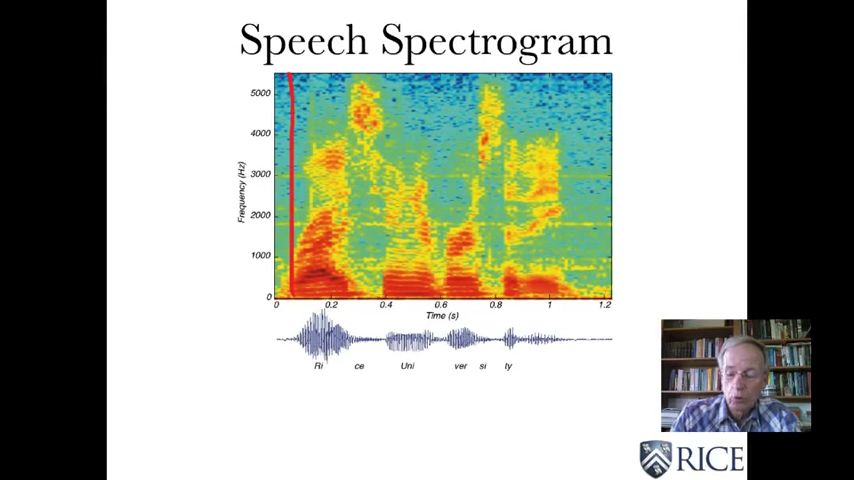 Speech Spectrogram
5000
4000
3000
2000
1000
0
Frequency (Hz)
0 0.2 0.4 0.6 0.8 1 1.2
Time (s)
Ri ce Uni ver si ty
RICE